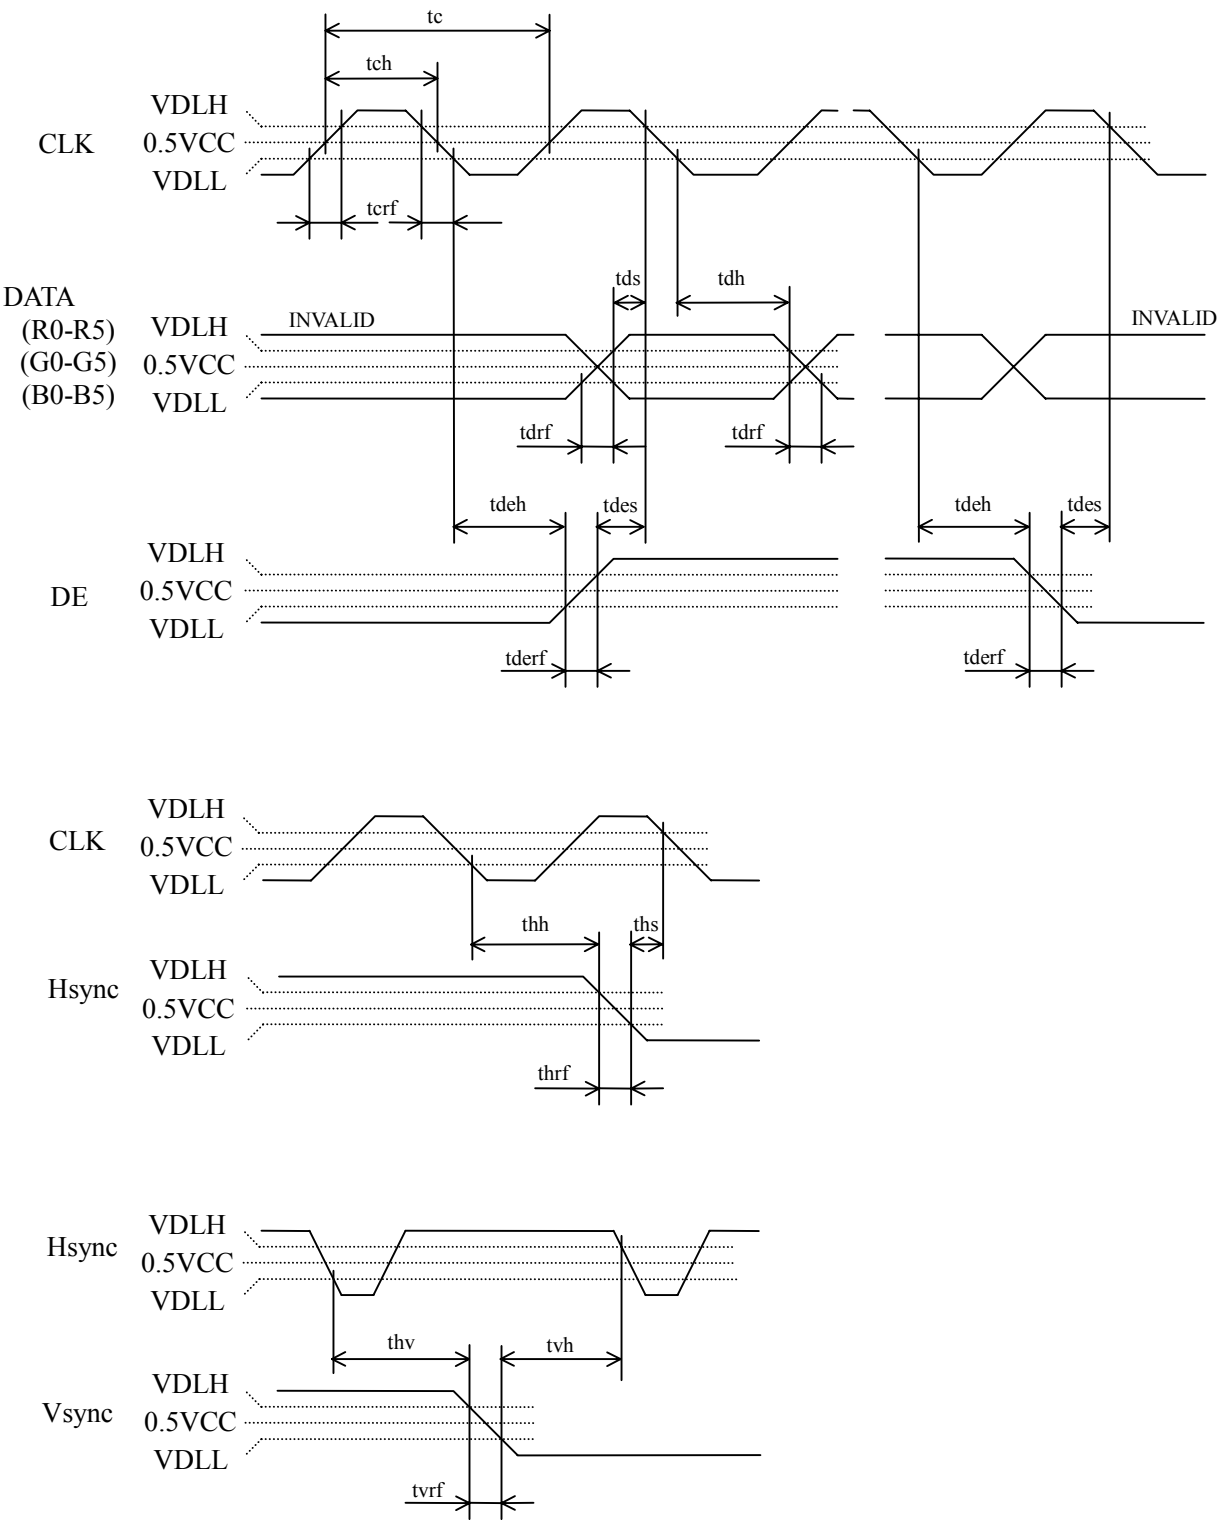 tc
tch
VDLH
CLK 0.5VCC
VDLL
tcrf
DATA
tds tdh
(R0-R5) VDLH INVALID INVALID
(G0-G5) 0.5VCC
(B0-B5) VDLL
tdrf tdrf
tdeh tdes tdeh tdes
VDLH
DE 0.5VCC
VDLL
tderf tderf
VDLH
CLK 0.5VCC
VDLL
thh ths
VDLH
Hsync 0.5VCC
VDLL
thrf
VDLH
Hsync 0.5VCC
VDLL
thv tvh
VDLH
Vsync 0.5VCC
VDLL
tvrf